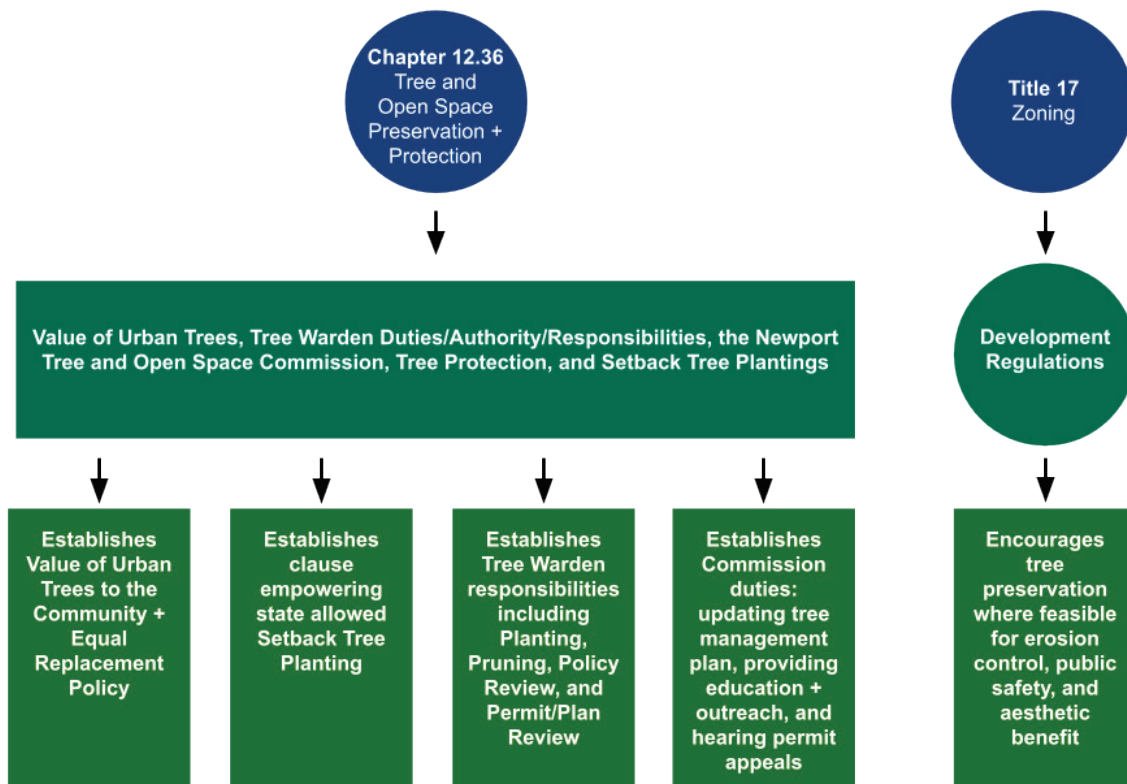 Chapter 12.36
Tree and
Open Space
Preservation +
Protection
Title 17
Zoning
Value of Urban Trees, Tree Warden Duties/Authority/Responsibilities, the Newport
Tree and Open Space Commission, Tree Protection, and Setback Tree Plantings
Development
Regulations
Establishes
Value of Urban
Trees to the
Community +
Equal
Replacement
Policy
Establishes
clause
empowering
state allowed
Setback Tree
Planting
Establishes
Tree Warden
responsibilities
including
Planting,
Pruning, Policy
Review, and
Permit/Plan
Review
Establishes
Commission
duties:
updating tree
management
plan, providing
education +
outreach, and
hearing permit
appeals
Encourages
tree
preservation
where feasible
for erosion
control, public
safety, and
aesthetic
benefit